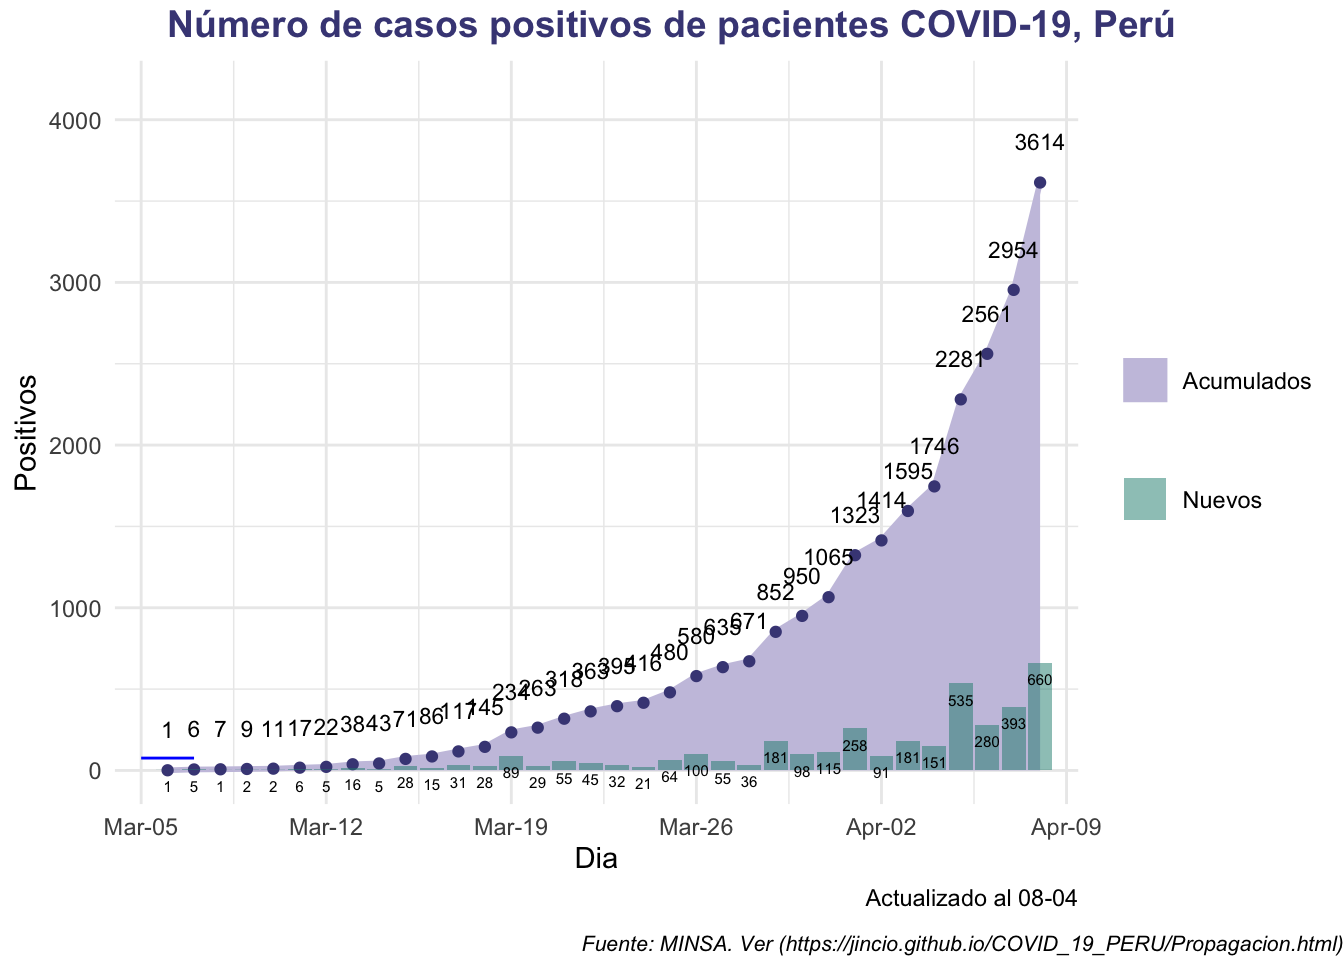 Número de casos positivos de pacientes COVID-19, Perú
4000
3000
2000
1000
0
Positivos
1 6 7 9 11 17 22 38 43 71 86 117 145 234 263 318 363 395 416 480 580 635 671 852 950 1065 1323 1414 1595 1746 2281 2561 2954 3614
1 5 1 2 2 6 5 16 5 28 15 31 28 89 29 55 45 32 21 64 100 55 36 181 98 115 258 91 181 151 535 280 393 660
Mar-05 Mar-12 Mar-19 Mar-26 Apr-02 Apr-09
Dia
Acumulados
Nuevos
Actualizado al 08-04
Fuente: MINSA. Ver (https://jincio.github.io/COVID_19_PERU/Propagacion.html)